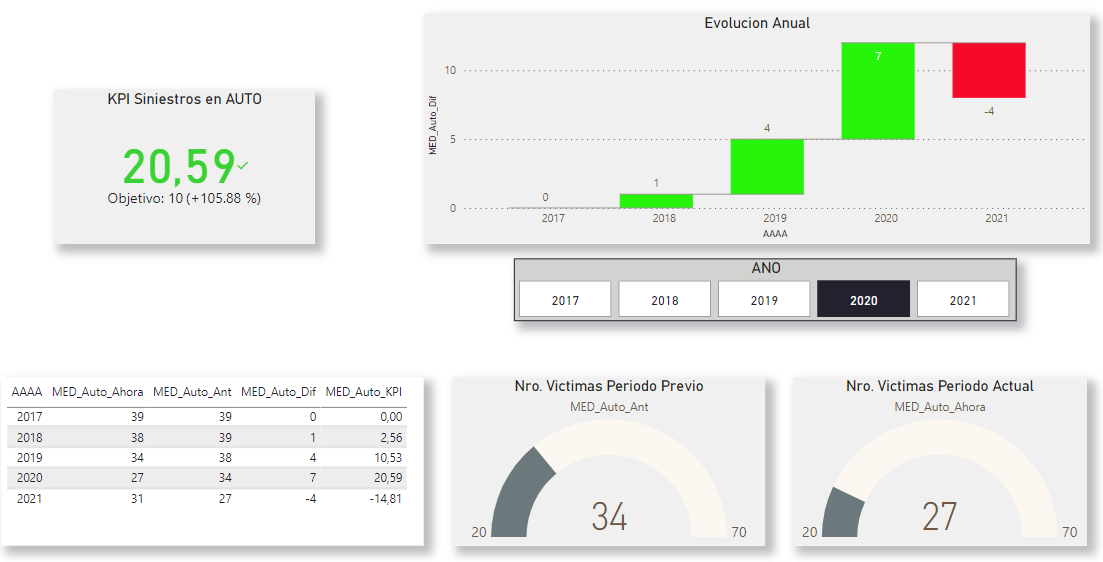 KPI Siniestros en AUTO
20,59
Objetivo: 10 (+105.88 %)
Evolucion Anual
MED_Auto_Dif
10
5
0
0
1
4
7
-4
2017 2018 2019 2020 2021
AAAA
ANO
2017 2018 2019 2020 2021
AAAA MED_Auto_Ahora MED_Auto_Ant MED_Auto_Dif MED_Auto_KPI
2017 39 39 0 0,00
2018 38 39 1 2,56
2019 34 38 4 10,53
2020 27 34 7 20,59
2021 31 27 -4 -14,81
Nro. Victimas Periodo Previo
MED_Auto_Ant
34
20 70
Nro. Victimas Periodo Actual
MED_Auto_Ahora
27
20 70